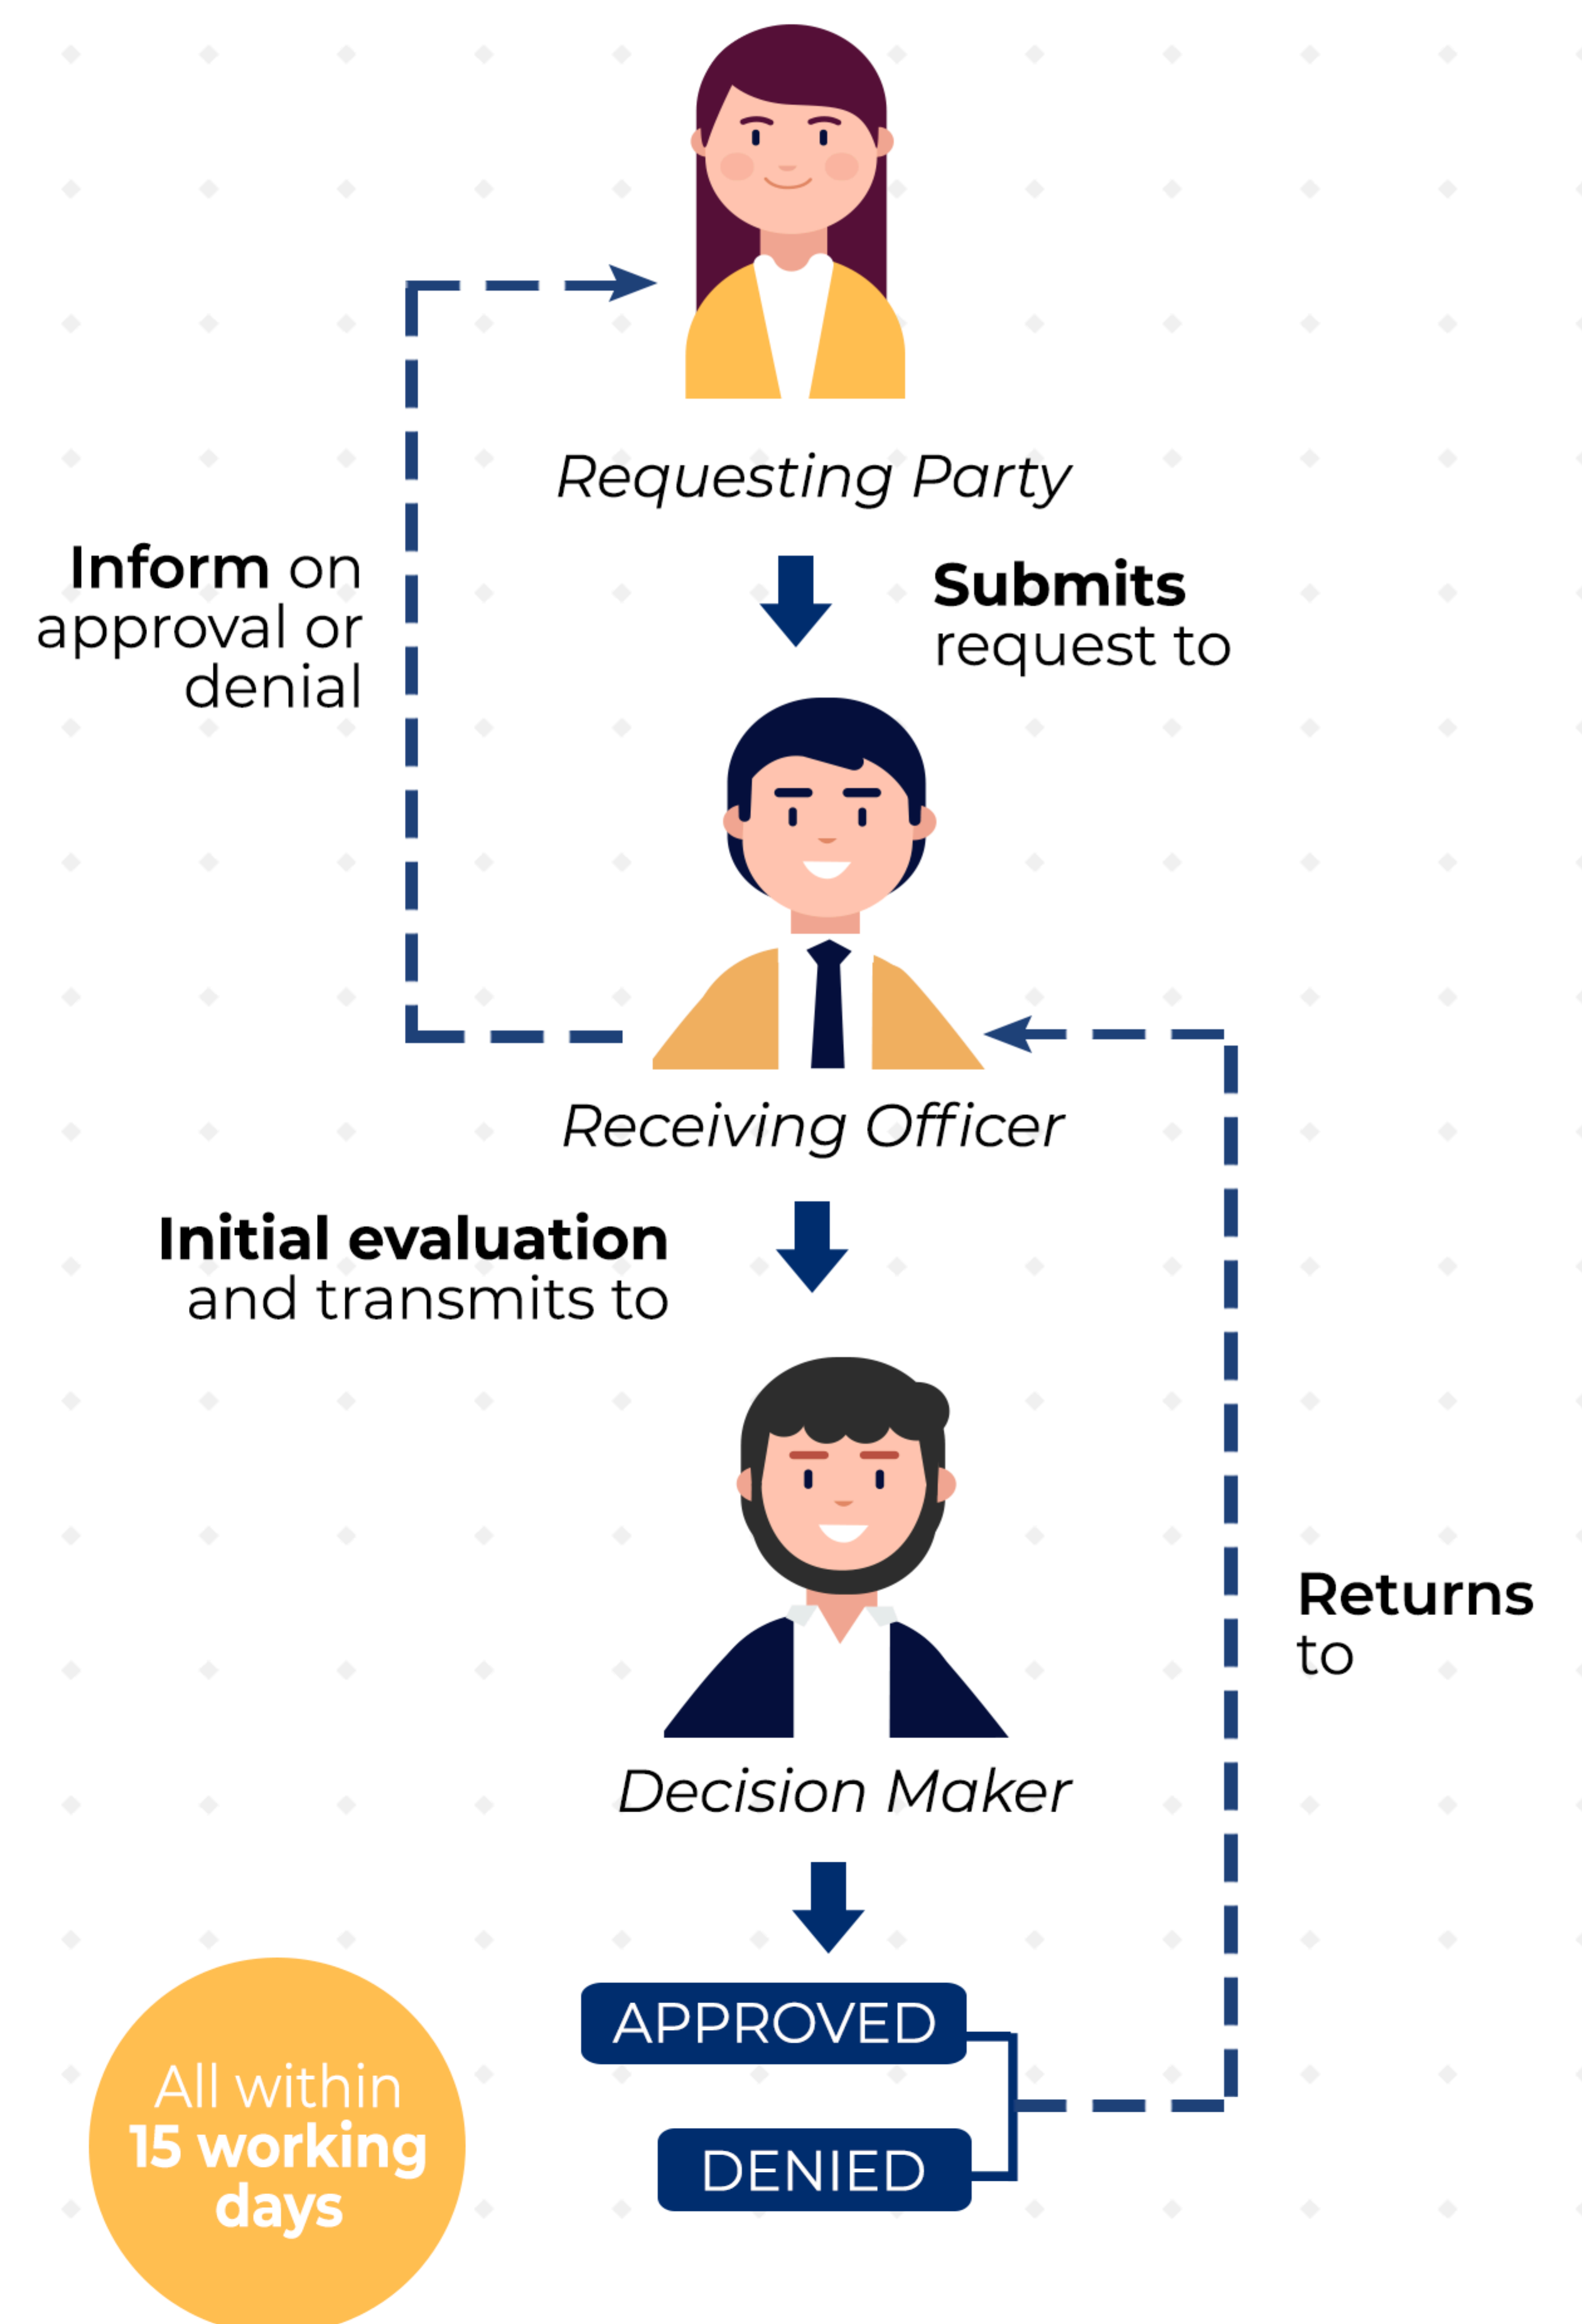 Requesting Party
Inform on
approval or
denial
Submits
request to
Receiving Officer
Initial evaluation
and transmits to
Returns
to
Decision Maker
APPROVED
DENIED
All within
15 working
days